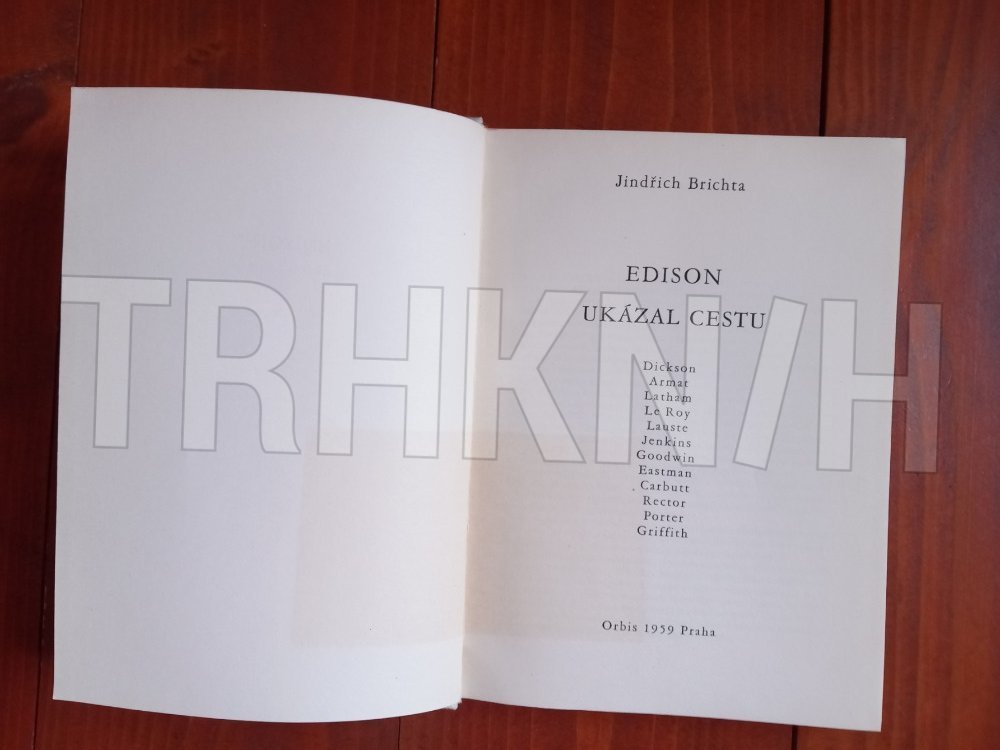 Jindřich Brichta
EDISON
UKÁZAL CESTU
Dickson
Armat
Latham
Le Roy
Lauste
Jenkins
Goodwin
Eastman
Carbutt
Rector
Porter
Griffith
Orbis 1959 Praha
TRHKN/H